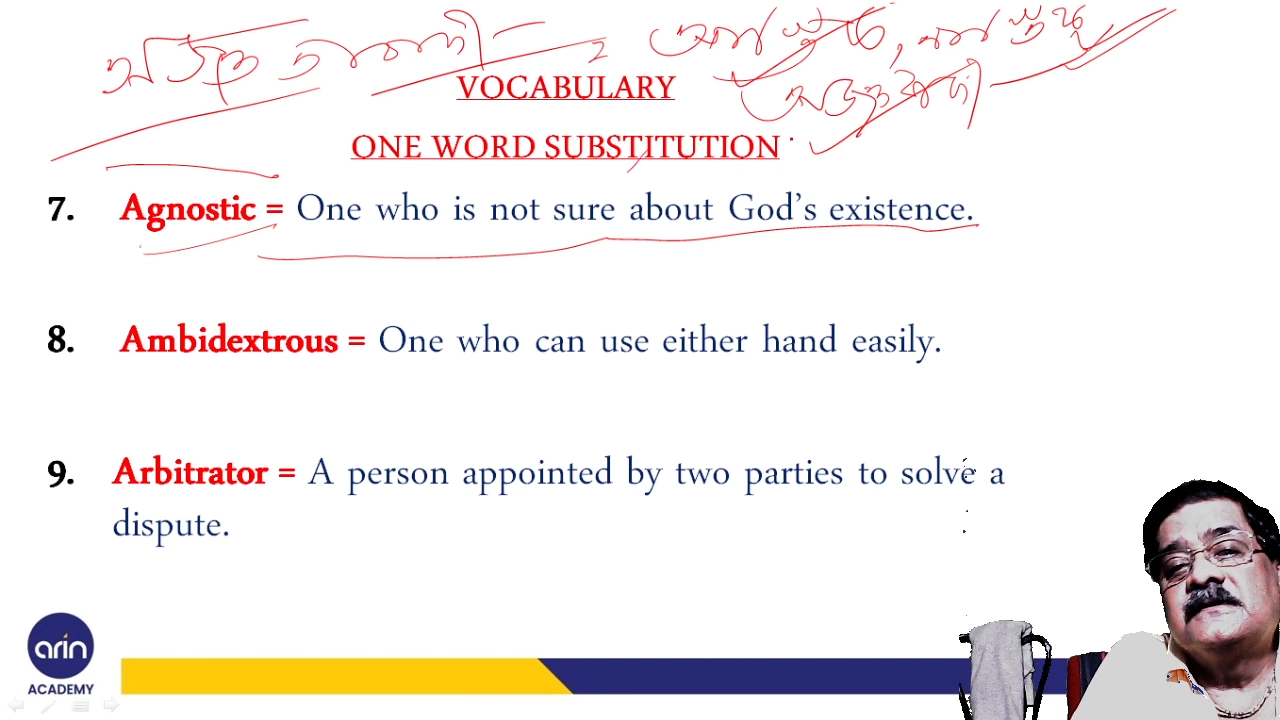 VOCABULARY
ONE WORD SUBSTITUTION
7. Agnostic = One who is not sure about God’s existence.
8. Ambidextrous = One who can use either hand easily.
9. Arbitrator = A person appointed by two parties to solve a
dispute.
arin
ACADEMY